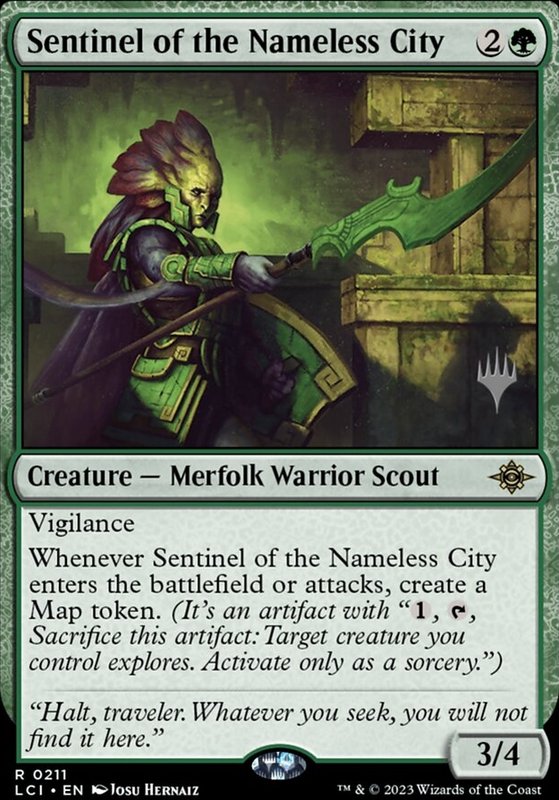 Sentinel of the Nameless City 2
Creature — Merfolk Warrior Scout
Vigilance
Whenever Sentinel of the Nameless City
enters the battlefield or attacks, create a
Map token. (It's an artifact with “1, ,
Sacrifice this artifact: Target creature you
control explores. Activate only as a sorcery.”)
“Halt, traveler. Whatever you seek, you will not
find it here.”
3/4
R 0211
LCI • EN Josu Hernaiz
™ & © 2023 Wizards of the Coast